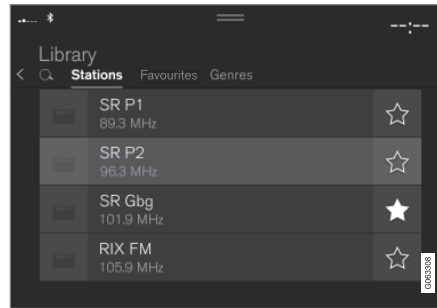 --:--
Library
Stations Favourites Genres
SR P1
89.3 MHz
SR P2
96.3 MHz
SR Gbg
101.9 MHz
RIX FM
105.9 MHz
G063308